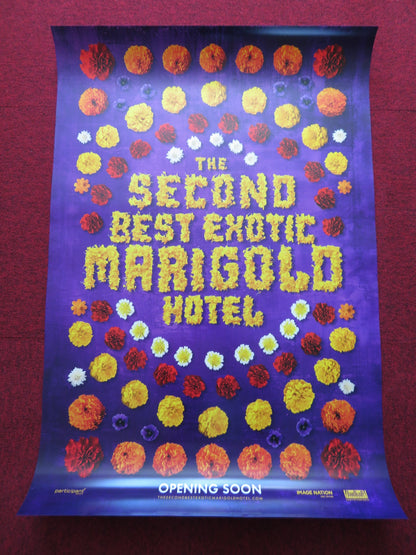 THE
SECOND
BEST EXOTIC
MARIGOLD
HOTEL
participant
OPENING SOON
THESECONDBESTEXOTICMARIGOLDHOTEL.COM
IMAGE NATION